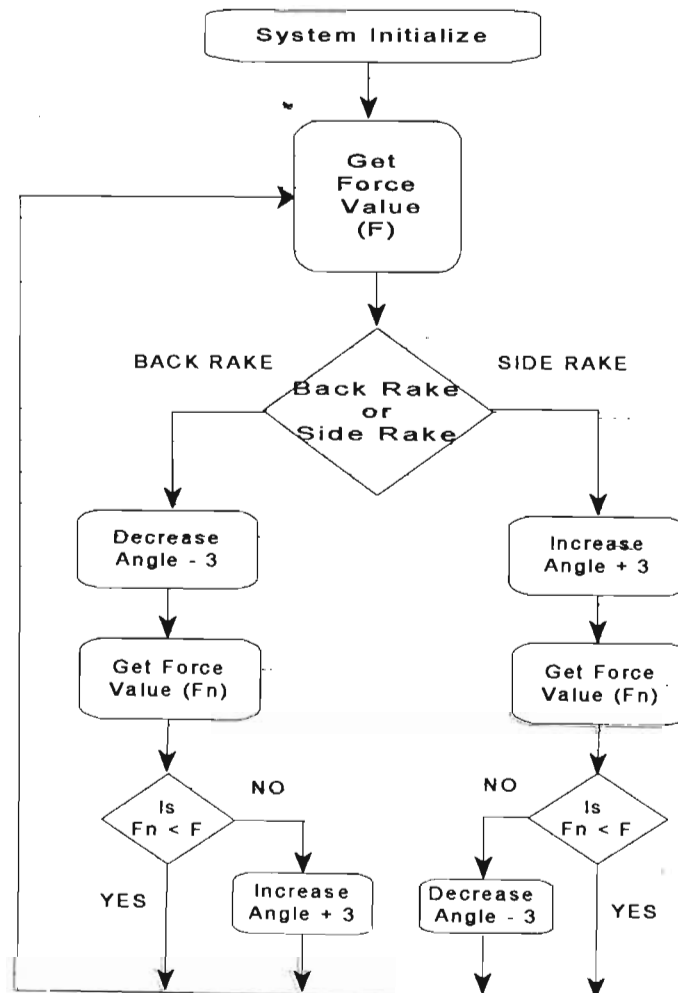 System Initialize
Get
Force
Value
(F)
BACK RAKE
SIDE RAKE
Back Rake
or
Side Rake
Decrease
Angle - 3
Increase
Angle + 3
Get Force
Value (Fn)
Get Force
Value (Fn)
Is
Fn < F
NO
YES
Increase
Angle + 3
NO
Is
Fn < F
Decrease
Angle - 3
YES